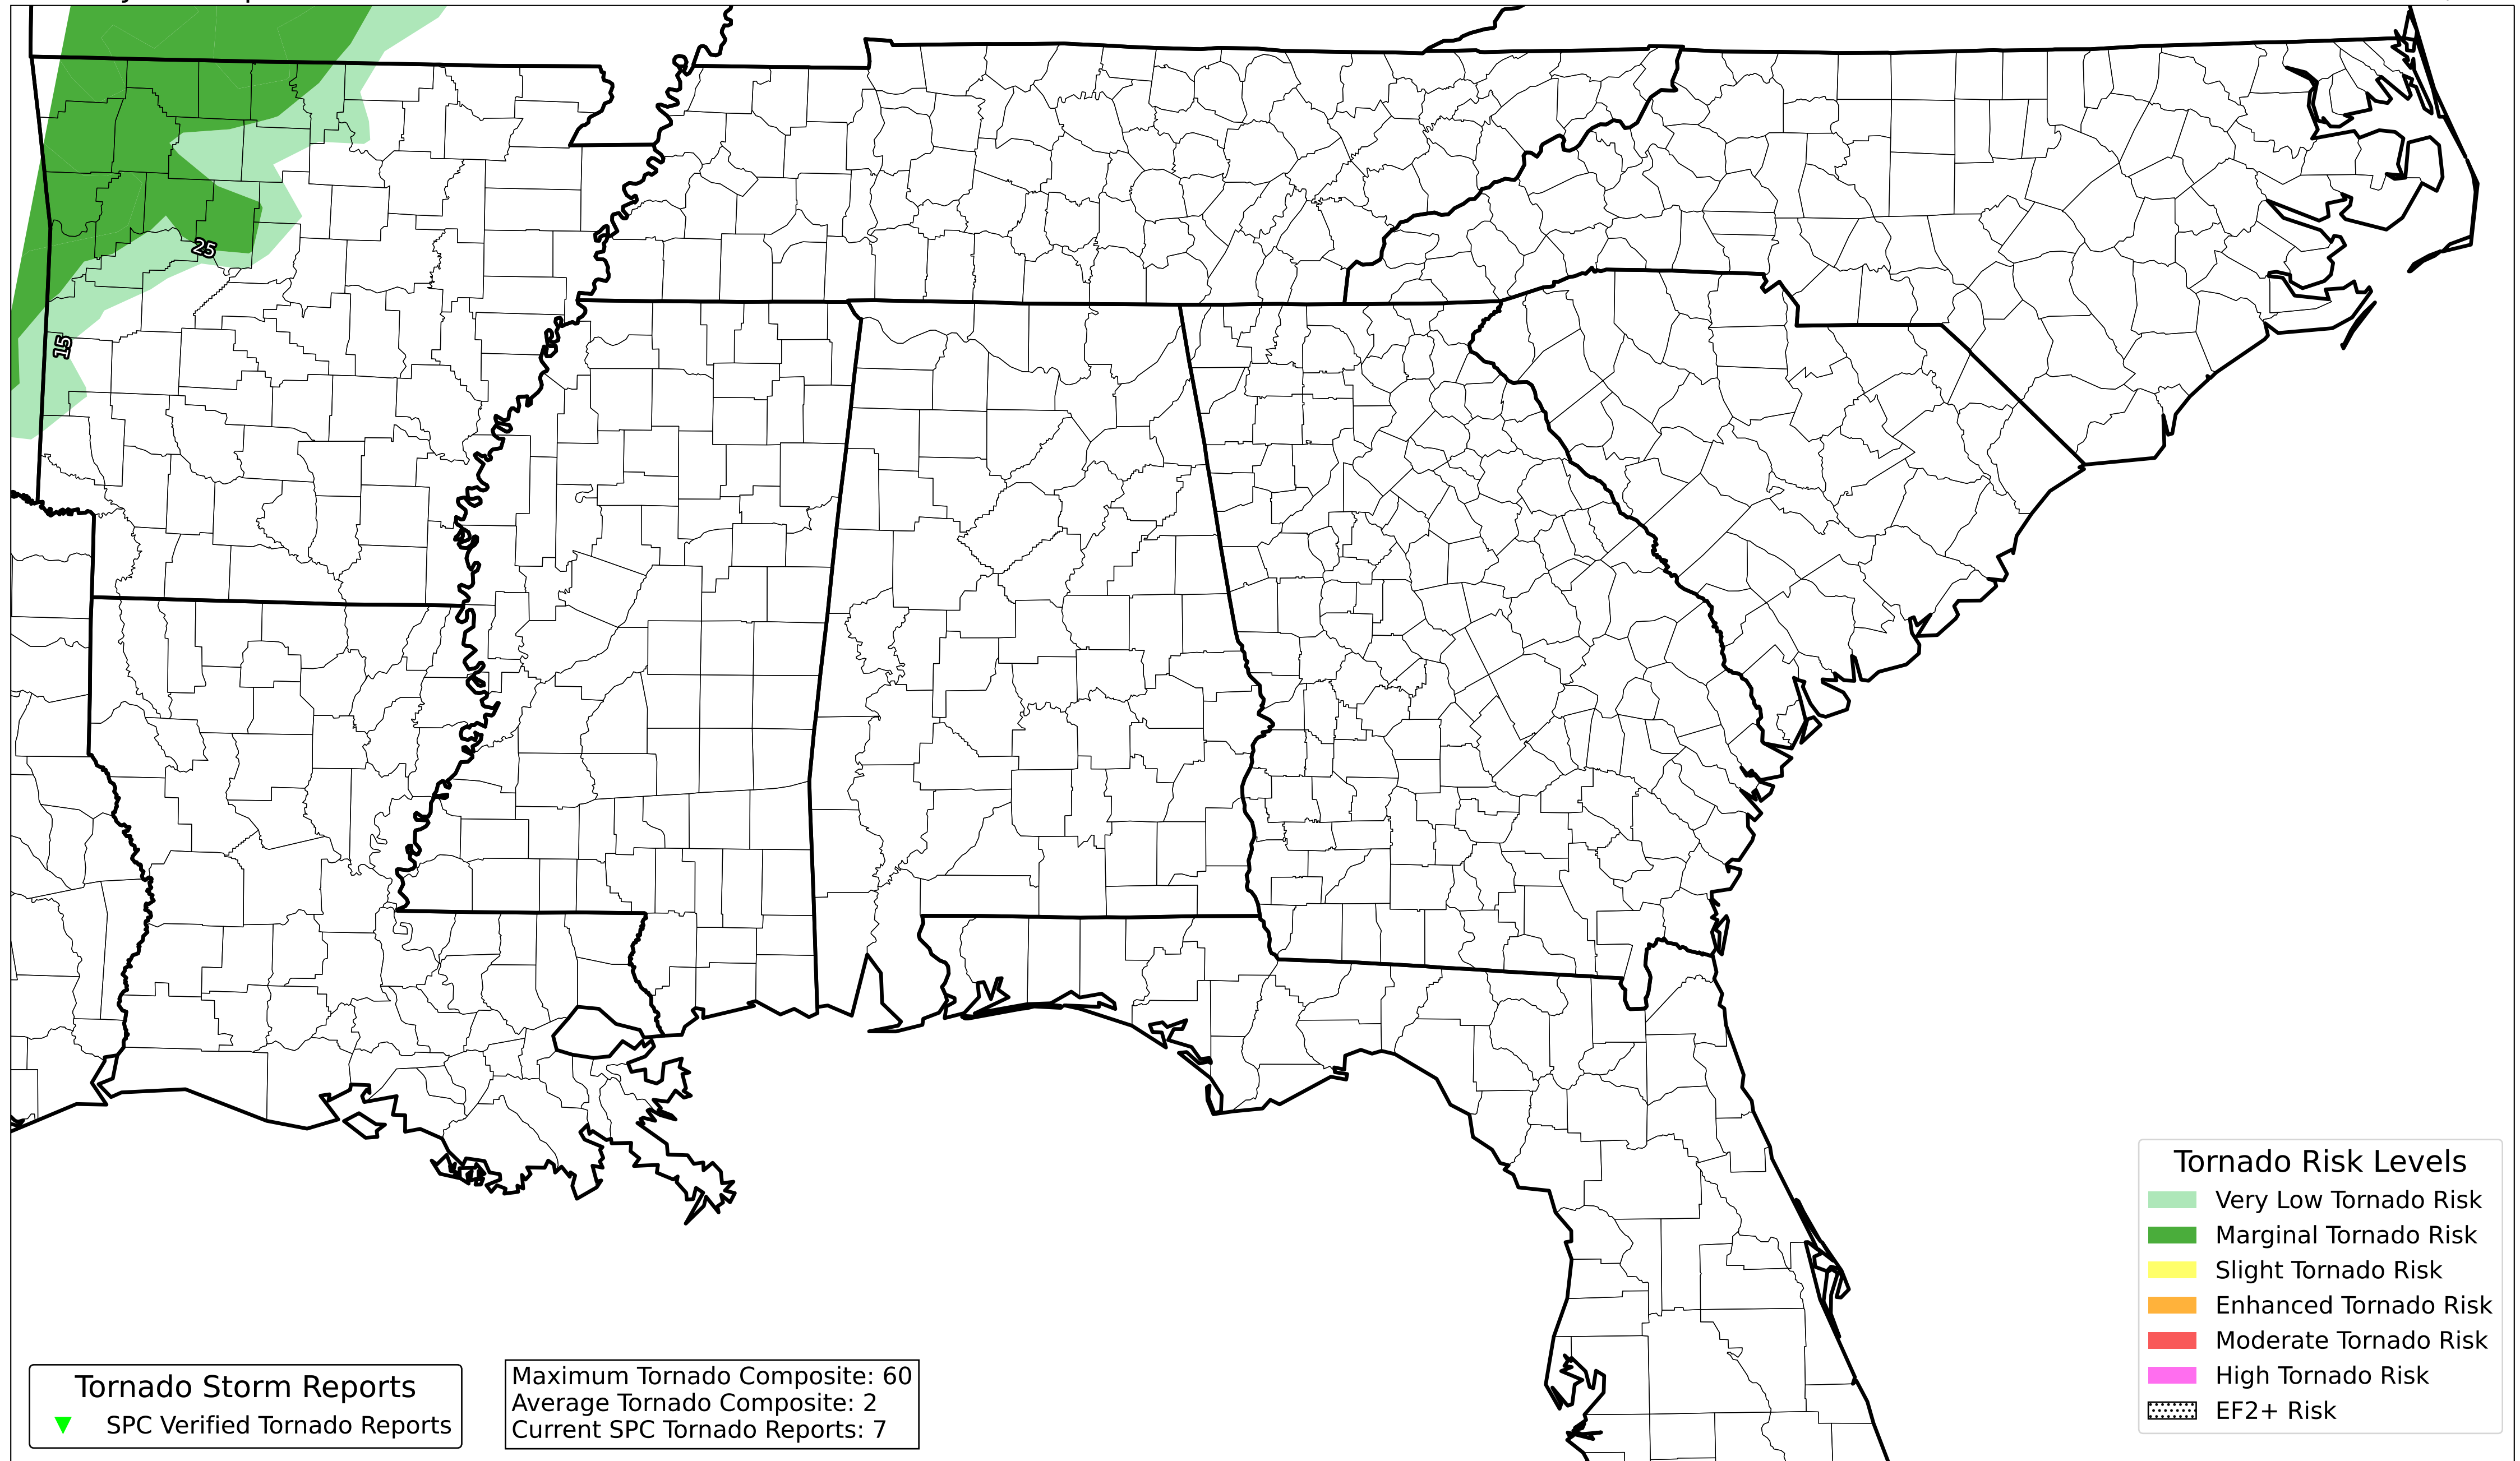 25
15
Tornado Risk Levels
Very Low Tornado Risk
Marginal Tornado Risk
Slight Tornado Risk
Enhanced Tornado Risk
Moderate Tornado Risk
High Tornado Risk
EF2+ Risk
Tornado Storm Reports
SPC Verified Tornado Reports
Maximum Tornado Composite: 60
Average Tornado Composite: 2
Current SPC Tornado Reports: 7